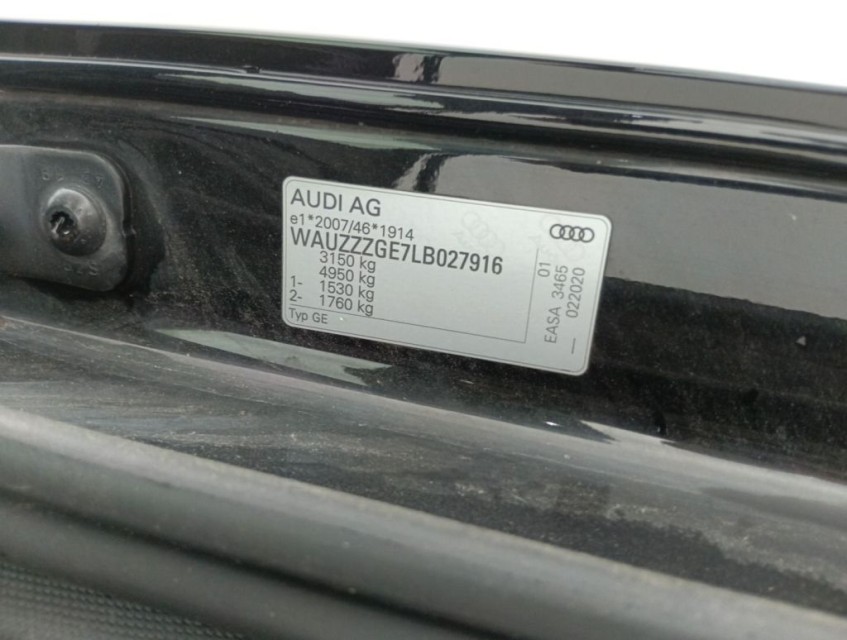 AUDI AG
e1*2007/46*1914
WAUZZZGE7LB027916
3150 kg
4950 kg
1- 1530 kg
2- 1760 kg
Typ GE
01
EASA 3465
— 022020